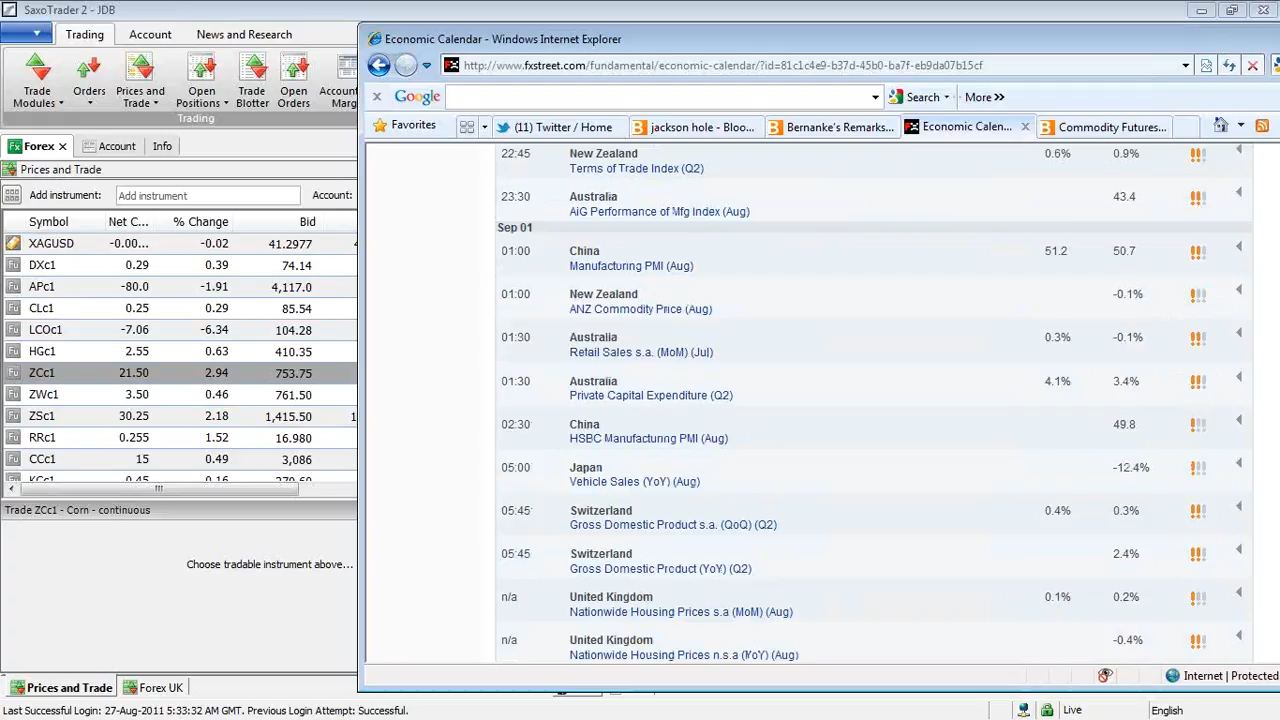 SaxoTrader 2 - JDB
Trading
Account
News and Research
Trade Modules
Orders
Prices and Trade
Open Positions
Trade Blotter
Open Orders
Trading
Forex
Account
Info
Prices and Trade
Add instrument:
Add instrument
Account:
Symbol Net C... % Change Bid
XAGUSD -0.00... -0.02 41.2977
DXc1 0.29 0.39 74.14
APc1 -80.0 -1.91 4,117.0
CLc1 0.25 0.29 85.54
LCOc1 -7.06 -6.34 104.28
HGc1 2.55 0.63 410.35
ZCc1 21.50 2.94 753.75
ZWc1 3.50 0.46 761.50
ZSc1 30.25 2.18 1,415.50
RRc1 0.255 1.52 16.980
CCc1 15 0.49 3,086
Trade ZCc1 - Corn - continuous
Choose tradable instrument above...
Prices and Trade
Forex UK
Last Successful Login: 27-Aug-2011 5:33:32 AM GMT. Previous Login Attempt: Successful.
Live
English
Economic Calendar - Windows Internet Explorer
http://www.fxstreet.com/fundamental/economic-calendar/?id=81c1c4e9-b37d-45b0-ba7f-eb9da07b15cf
Google
Search
More »
Favorites
(11) Twitter / Home
jackson hole - Bloo...
Bernanke's Remarks...
Economic Calen...
Commodity Futures...
22:45 New Zealand 0.6% 0.9%
Terms of Trade Index (Q2)
23:30 Australia 43.4
AiG Performance of Mfg Index (Aug)
Sep 01
01:00 China 51.2 50.7
Manufacturing PMI (Aug)
01:00 New Zealand -0.1%
ANZ Commodity Price (Aug)
01:30 Australia 0.3% -0.1%
Retail Sales s.a. (MoM) (Jul)
01:30 Australia 4.1% 3.4%
Private Capital Expenditure (Q2)
02:30 China 49.8
HSBC Manufacturing PMI (Aug)
05:00 Japan -12.4%
Vehicle Sales (YoY) (Aug)
05:45 Switzerland 0.4% 0.3%
Gross Domestic Product s.a. (QoQ) (Q2)
05:45 Switzerland 2.4%
Gross Domestic Product (YoY) (Q2)
n/a United Kingdom 0.1% 0.2%
Nationwide Housing Prices s.a (MoM) (Aug)
n/a United Kingdom -0.4%
Nationwide Housing Prices n.s.a (YoY) (Aug)
Internet | Protected